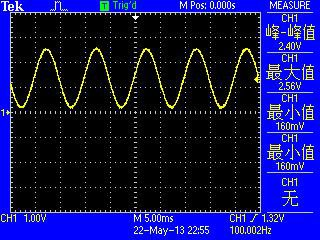 Tek Trig'd M Pos: 0.000s MEASURE
CH1
峰-峰值
2.40V
CH1
最大值
2.56V
CH1
最小值
160mV
CH1
最小值
160mV
CH1
无
1
CH1 1.00V M 5.00ms CH1 1.32V
22-May-13 22:55 100.002Hz